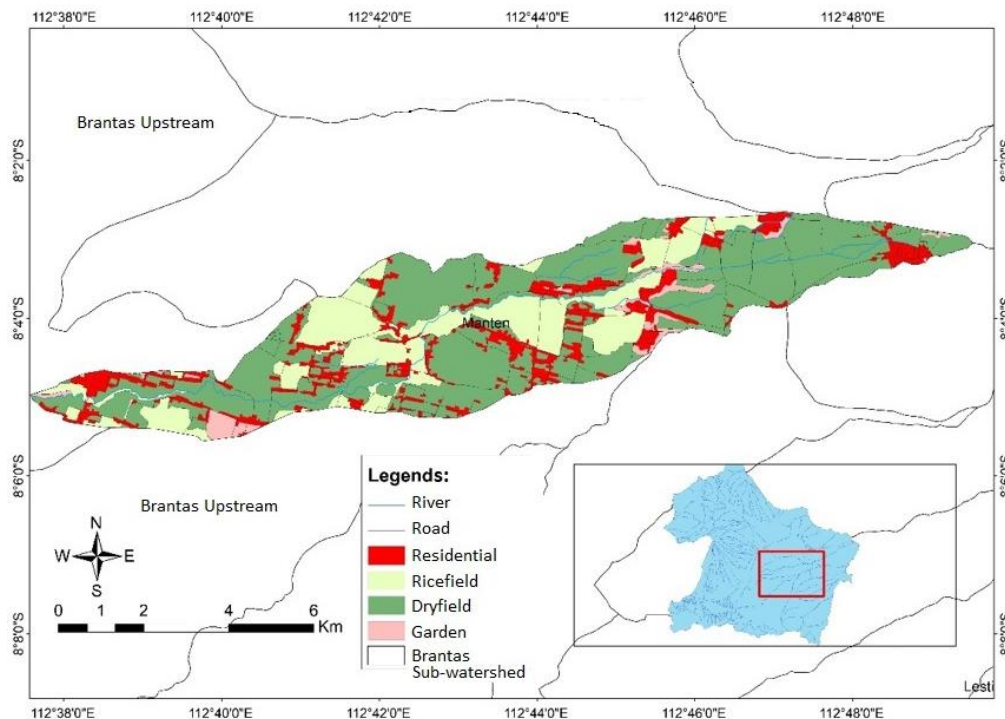 112°38'0"E 112°40'0"E 112°42'0"E 112°44'0"E 112°46'0"E 112°48'0"E
Brantas Upstream
8°2'0"S
8°4'0"S
Manten
Brantas Upstream
8°6'0"S
8°8'0"S
N
W E
S
0 1 2 4 6
Km
Legends:
River
Road
Residential
Ricefield
Dryfield
Garden
Brantas
Sub-watershed
Lesti
112°38'0"E 112°40'0"E 112°42'0"E 112°44'0"E 112°46'0"E 112°48'0"E